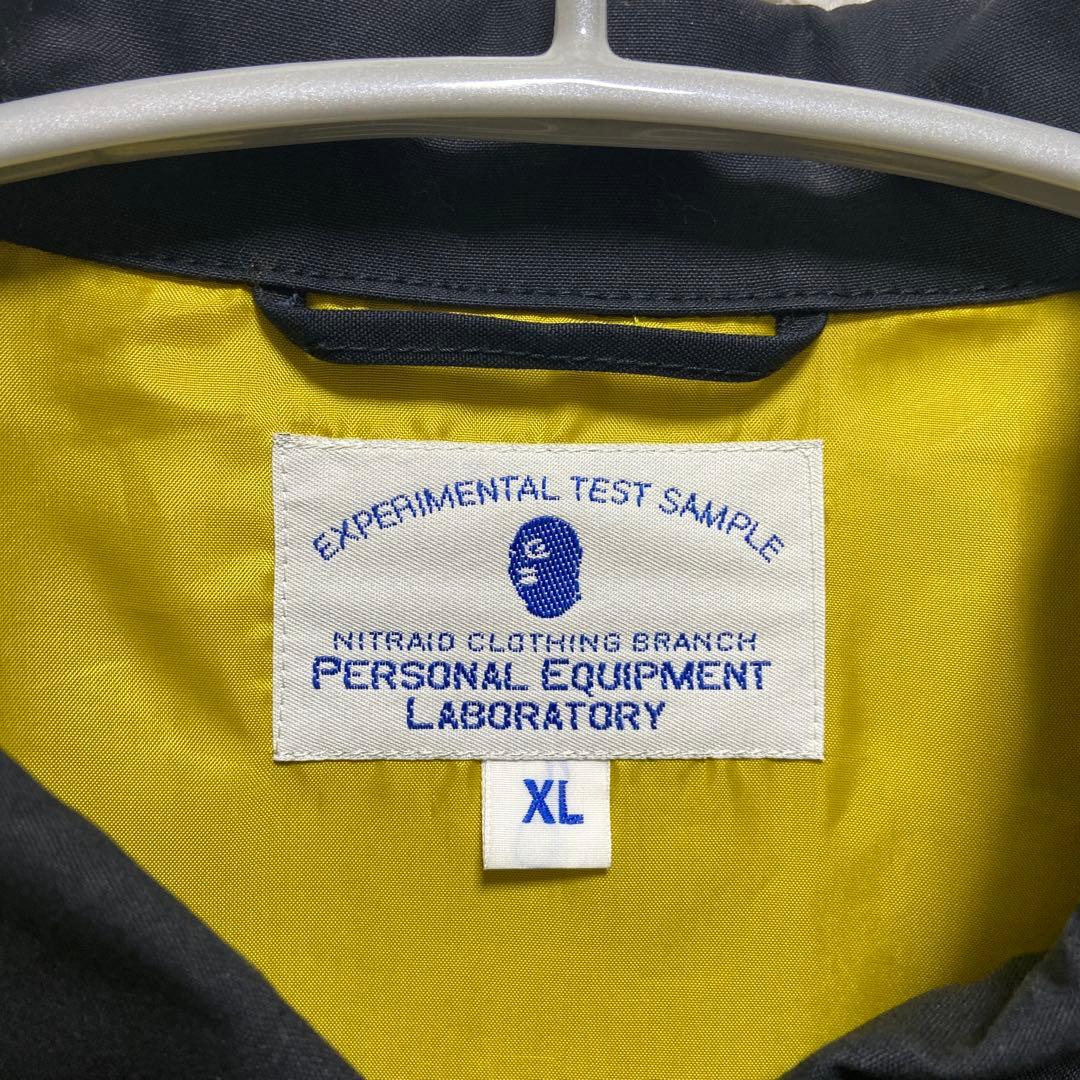 EXPERIMENTAL TEST SAMPLE
NITRAID CLOTHING BRANCH
PERSONAL EQUIPMENT
LABORATORY
XL